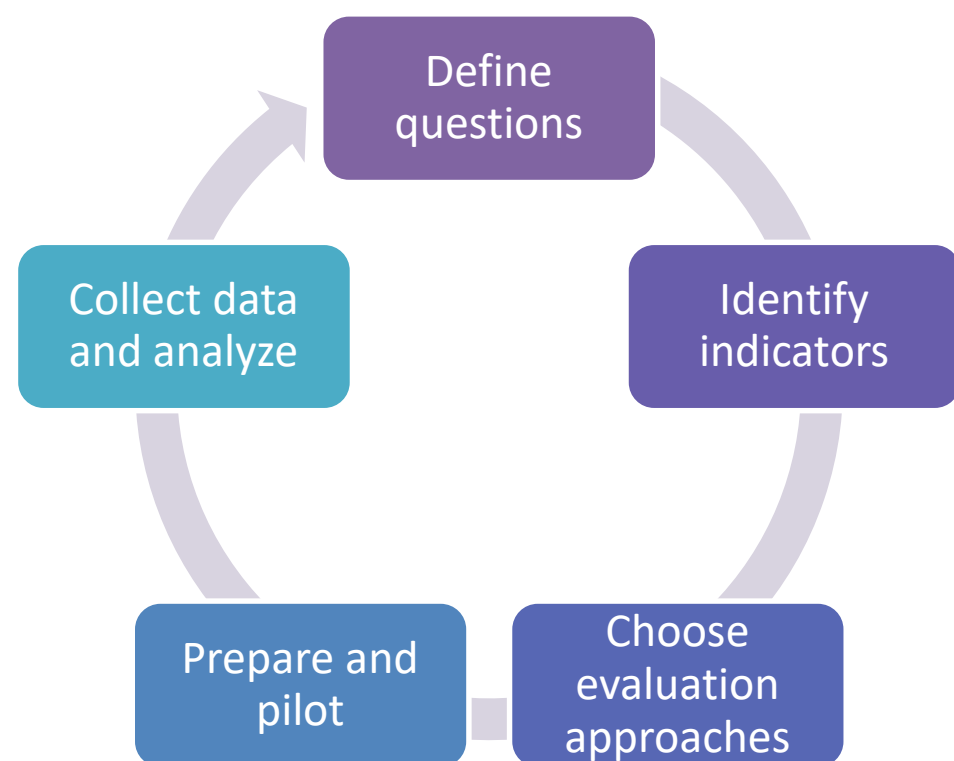 Define
questions
Identify
indicators
Choose
evaluation
approaches
Prepare and
pilot
Collect data
and analyze